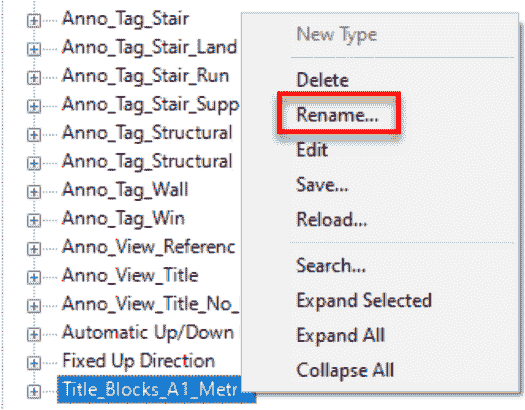 Anno_Tag_Stair
Anno_Tag_Stair_Land
Anno_Tag_Stair_Run
Anno_Tag_Stair_Supp
Anno_Tag_Structural
Anno_Tag_Structural
Anno_Tag_Wall
Anno_Tag_Win
Anno_View_Referenc
Anno_View_Title
Anno_View_Title_No_
Automatic Up/Down
Fixed Up Direction
Title_Blocks_A1_Metr
New Type
Delete
Rename...
Edit
Save...
Reload...
Search...
Expand Selected
Expand All
Collapse All